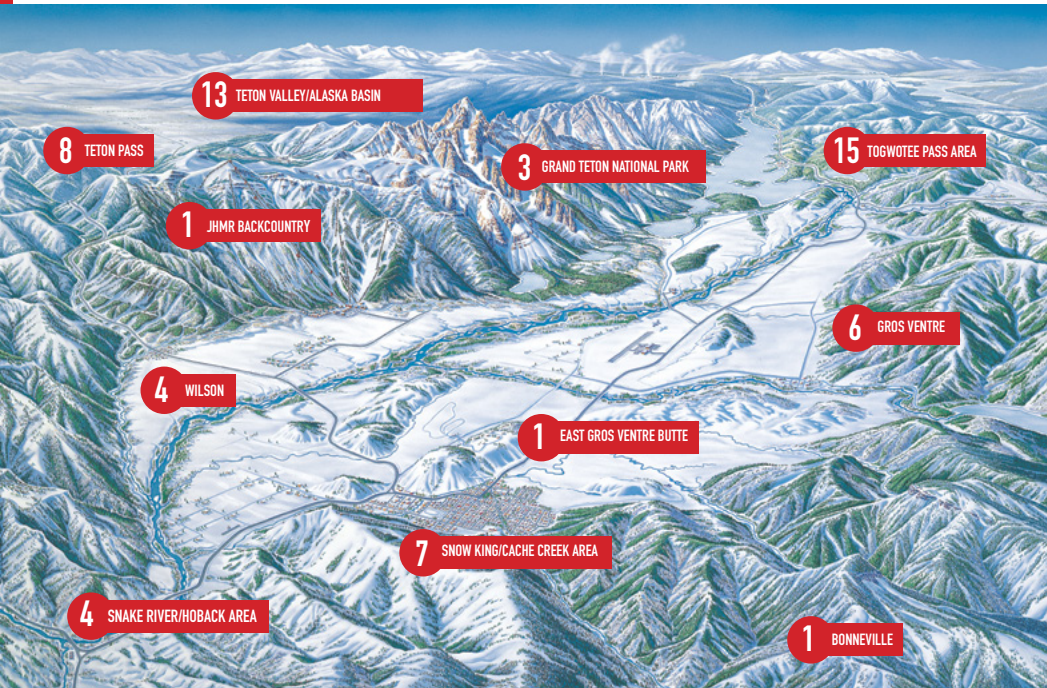 13 TETON VALLEY/ALASKA BASIN
8 TETON PASS
3 GRAND TETON NATIONAL PARK
15 TOGWOTEE PASS AREA
1 JHMR BACKCOUNTRY
6 GROS VENTRE
4 WILSON
1 EAST GROS VENTRE BUTTE
7 SNOW KING/CACHE CREEK AREA
4 SNAKE RIVER/HOBACK AREA
1 BONNEVILLE